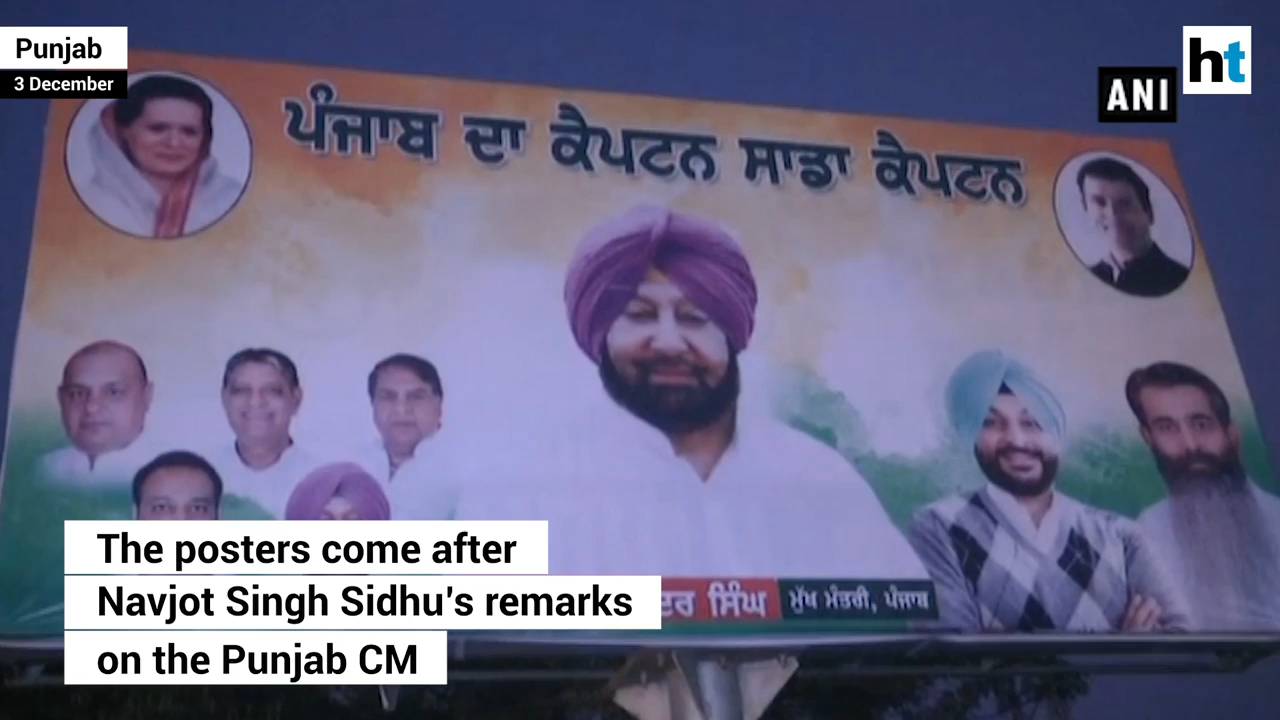 Punjab
3 December
ANI
ht
ਪੰਜਾਬ ਦਾ ਕੈਪਟਨ ਸਾਡਾ ਕੈਪਟਨ
ਸਿੰਘ
ਮੁੱਖ ਮੰਤਰੀ, ਪੰਜਾਬ
The posters come after
Navjot Singh Sidhu's remarks
on the Punjab CM